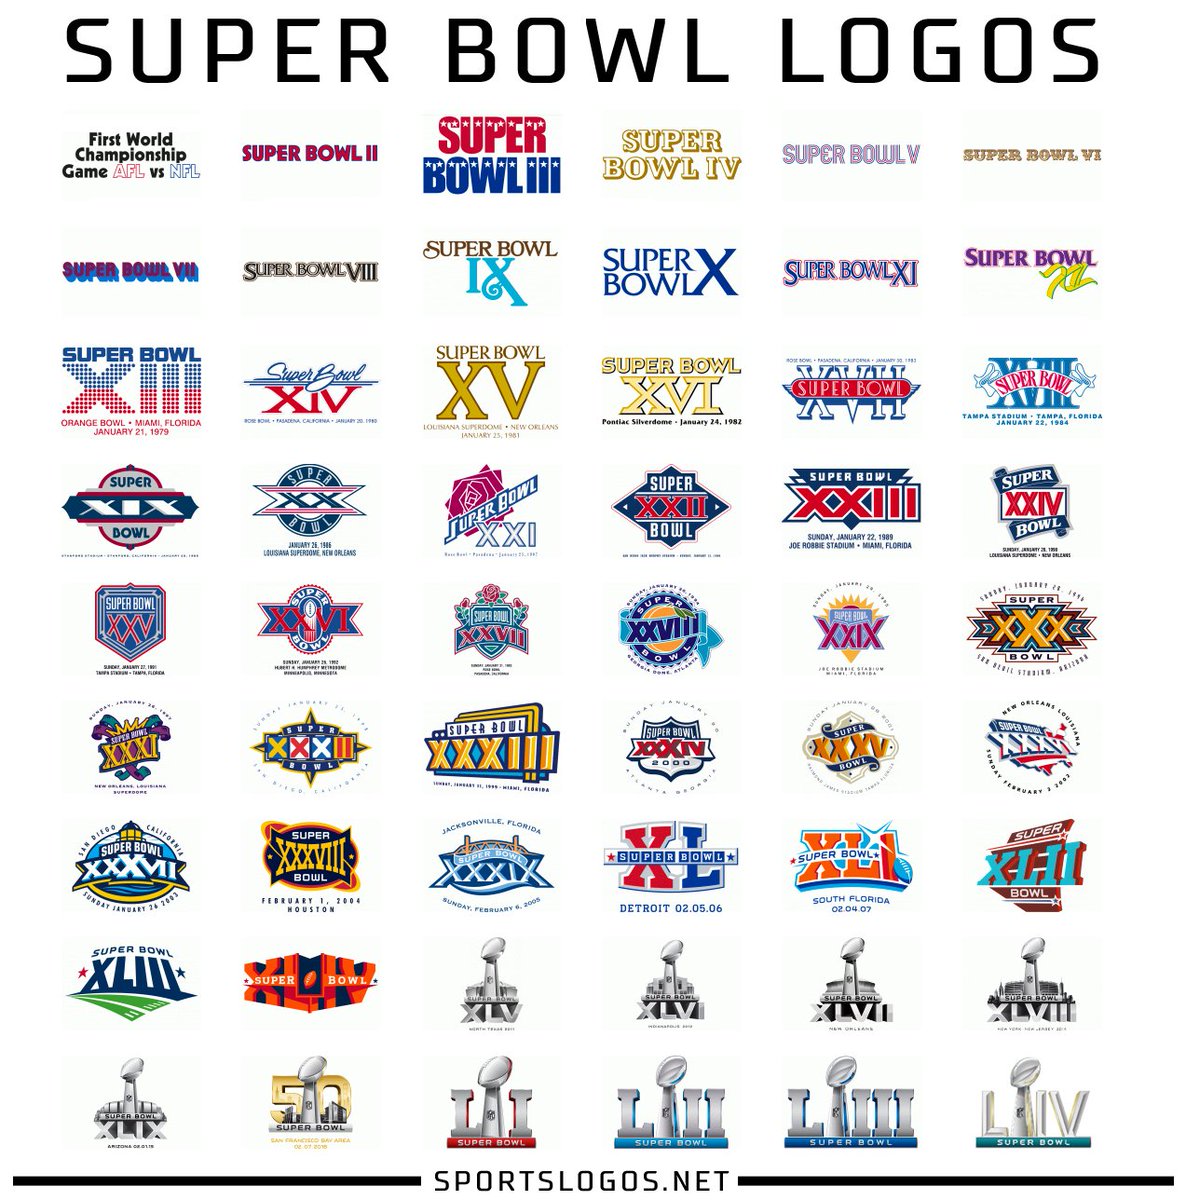 SUPER BOWL LOGOS
First World
Championship
Game AFL vs NFL
SUPER BOWL II
SUPER
BOWL III
SUPER
BOWL IV
SUPER BOWL V
SUPER BOWL VI
SUPER BOWL VII
SUPER BOWL VIII
SUPER BOWL
IX
SUPER
BOWL X
SUPER BOWL XI
SUPER BOWL
XII
SUPER BOWL
XIII
ORANGE BOWL • MIAMI, FLORIDA
JANUARY 21, 1979
Super Bowl
XIV
ROSE BOWL • PASADENA, CALIFORNIA • JANUARY 20, 1980
SUPER BOWL
XV
LOUISIANA SUPERDOME • NEW ORLEANS
JANUARY 25, 1981
SUPER BOWL
XVI
Pontiac Silverdome - January 24, 1982
ROSE BOWL • PASADENA, CALIFORNIA • JANUARY 30, 1983
XVII
SUPER BOWL
XVIII
SUPER BOWL
TAMPA STADIUM • TAMPA, FLORIDA
JANUARY 22, 1984
SUPER
XIX
BOWL
STANFORD STADIUM • STANFORD, CALIFORNIA • JANUARY 20, 1985
SUPER
XX
BOWL
JANUARY 26, 1986
LOUISIANA SUPERDOME, NEW ORLEANS
SUPER BOWL
XXI
Rose Bowl • Pasadena • January 25, 1987
SUPER
XXII
BOWL
SUPER BOWL
XXIII
SUNDAY, JANUARY 22, 1989
JOE ROBBIE STADIUM • MIAMI, FLORIDA
SUPER
XXIV
BOWL
SUNDAY, JANUARY 28, 1990
LOUISIANA SUPERDOME • NEW ORLEANS
SUPER BOWL
XXV
SUNDAY, JANUARY 27, 1991
TAMPA STADIUM • TAMPA, FLORIDA
SUPER
XXVI
BOWL
SUNDAY, JANUARY 26, 1992
HUBERT H. HUMPHREY METRODOME
MINNEAPOLIS, MINNESOTA
SUPER BOWL
XXVII
SUNDAY, JANUARY 31, 1993
ROSE BOWL
PASADENA, CALIFORNIA
SUNDAY, JANUARY 30, 1994
SUPER
XXVIII
BOWL
GEORGIA DOME, ATLANTA
JANUARY 29, 1995
SUPER BOWL
XXIX
JOE ROBBIE STADIUM
MIAMI, FLORIDA
SUNDAY, JANUARY 28, 1996
SUPER
XXX
BOWL
SUN DEVIL STADIUM, ARIZONA
SUNDAY, JANUARY 26, 1997
SUPER BOWL
XXXI
NEW ORLEANS, LOUISIANA
SUPERDOME
SUNDAY JANUARY 25, 1998
SUPER
XXXII
BOWL
SAN DIEGO, CALIFORNIA
SUPER BOWL
XXXIII
SUNDAY, JANUARY 31, 1999 • MIAMI, FLORIDA
SUNDAY JANUARY 30
SUPER BOWL
XXXIV
2000
ATLANTA GEORGIA
SUNDAY JANUARY 28 2001
SUPER
XXXV
BOWL
RAYMOND JAMES STADIUM TAMPA FLORIDA
NEW ORLEANS LOUISIANA
SUPER BOWL
XXXVI
SUNDAY FEBRUARY 3 2002
SAN DIEGO CALIFORNIA
SUPER BOWL
XXXVII
SUNDAY JANUARY 26 2003
SUPER
XXXVIII
BOWL
FEBRUARY 1, 2004
HOUSTON
JACKSONVILLE, FLORIDA
SUPER BOWL
XXXIX
SUNDAY, FEBRUARY 6, 2005
XL
SUPER BOWL
DETROIT 02.05.06
XLI
SUPER BOWL
SOUTH FLORIDA
02.04.07
SUPER
XLII
BOWL
SUPER BOWL
XLIII
XLIV
SUPER BOWL
SUPER BOWL
XLV
NORTH TEXAS 2011
SUPER BOWL
XLVI
INDIANAPOLIS 2012
SUPER BOWL
XLVII
NEW ORLEANS
SUPER BOWL
XLVIII
NEW YORK NEW JERSEY 2014
SUPER BOWL
XLIX
ARIZONA 02.01.15
50
SUPER BOWL
SAN FRANCISCO BAY AREA
02.07.2016
LI
SUPER BOWL
LII
SUPER BOWL
LIII
SUPER BOWL
LIV
SUPER BOWL
SPORTSLOGOS.NET